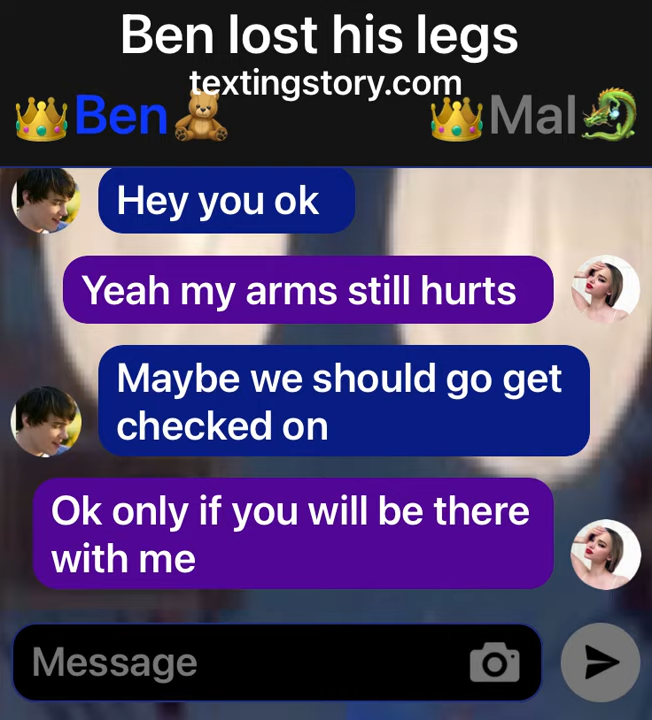 Ben lost his legs
textingstory.com
👑Ben🧸 👑Mal🐉
Hey you ok
Yeah my arms still hurts
Maybe we should go get
checked on
Ok only if you will be there
with me
Message